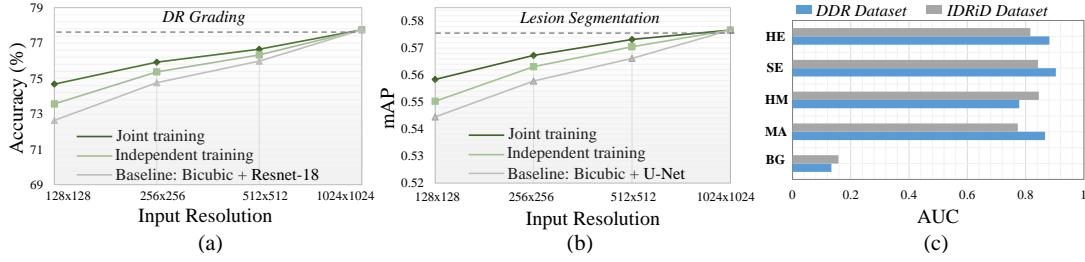 DR Grading
79
77
75
73
71
69
Accuracy (%)
Joint training
Independent training
Baseline: Bicubic + Resnet-18
128x128 256x256 512x512 1024x1024
Input Resolution
(a)
Lesion Segmentation
0.58
0.57
0.56
0.55
0.54
0.53
0.52
mAP
Joint training
Independent training
Baseline: Bicubic + U-Net
128x128 256x256 512x512 1024x1024
Input Resolution
(b)
DDR Dataset IDRiD Dataset
HE
SE
HM
MA
BG
0 0.2 0.4 0.6 0.8 1
AUC
(c)